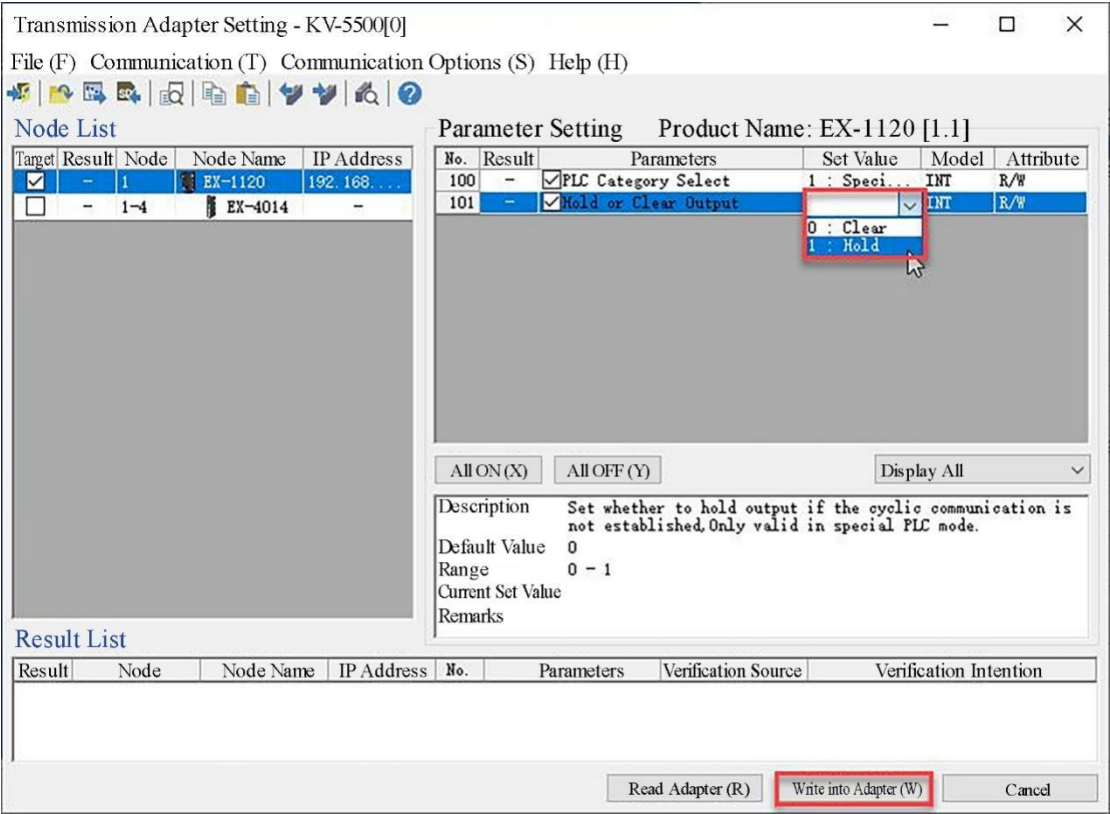 Transmission Adapter Setting - KV-5500[0]
File (F) Communication (T) Communication Options (S) Help (H)
Node List
Target Result Node Node Name IP Address
- 1 EX-1120 192.168....
- 1-4 EX-4014 -
Parameter Setting Product Name: EX-1120 [1.1]
No. Result Parameters Set Value Model Attribute
100 - PLC Category Select 1 : Speci... INT R/W
101 - Hold or Clear Output INT R/W
0 : Clear
1 : Hold
All ON (X) All OFF (Y) Display All
Description Set whether to hold output if the cyclic communication is
not established,Only valid in special PLC mode.
Default Value 0
Range 0 - 1
Current Set Value
Remarks
Result List
Result Node Node Name IP Address No. Parameters Verification Source Verification Intention
Read Adapter (R) Write into Adapter (W) Cancel